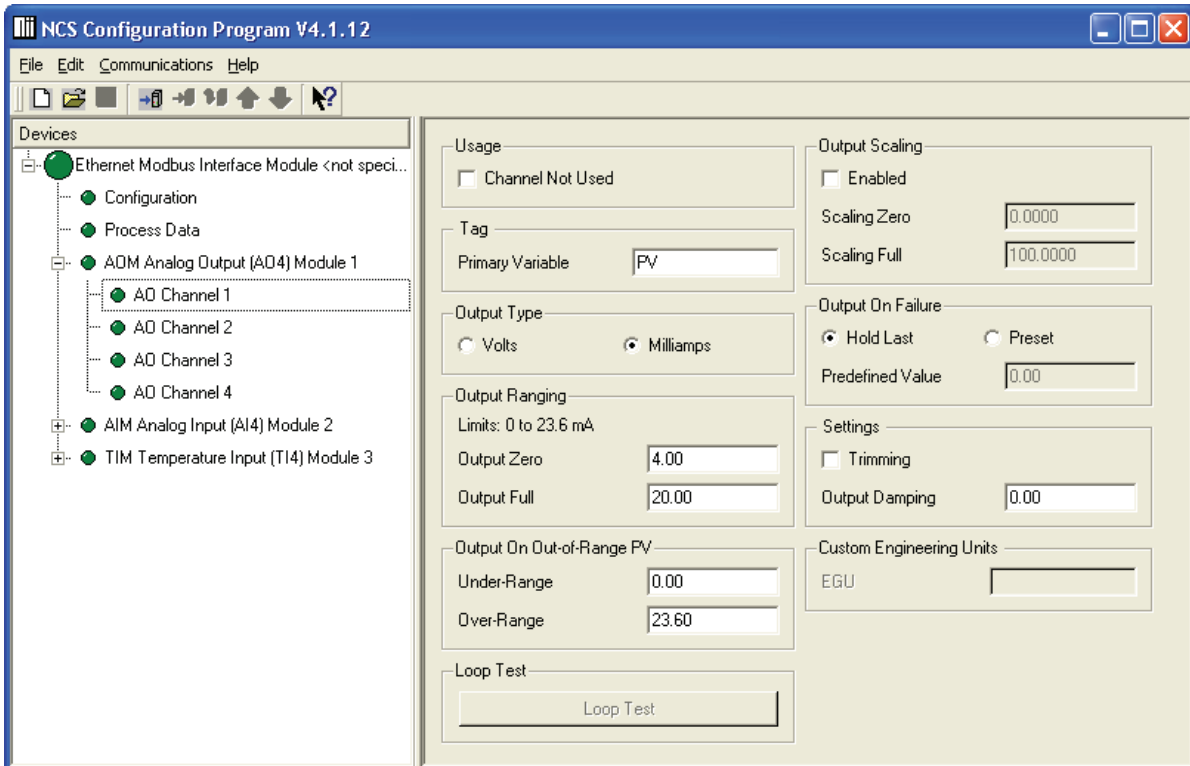 NCS Configuration Program V4.1.12
File Edit Communications Help
Devices
Ethernet Modbus Interface Module <not speci...
Configuration
Process Data
AOM Analog Output (AO4) Module 1
AO Channel 1
AO Channel 2
AO Channel 3
AO Channel 4
AIM Analog Input (AI4) Module 2
TIM Temperature Input (TI4) Module 3
Usage
Channel Not Used
Tag
Primary Variable PV
Output Type
Volts Milliamps
Output Ranging
Limits: 0 to 23.6 mA
Output Zero 4.00
Output Full 20.00
Output On Out-of-Range PV
Under-Range 0.00
Over-Range 23.60
Loop Test
Loop Test
Output Scaling
Enabled
Scaling Zero 0.0000
Scaling Full 100.0000
Output On Failure
Hold Last Preset
Predefined Value 0.00
Settings
Trimming
Output Damping 0.00
Custom Engineering Units
EGU